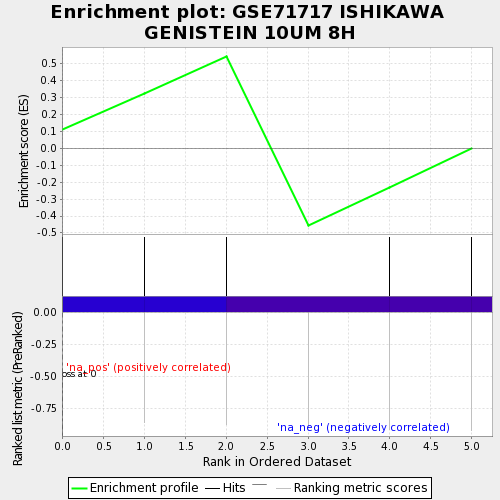 Enrichment plot: GSE71717 ISHIKAWA
GENISTEIN 10UM 8H
Enrichment score (ES)
0.5
0.4
0.3
0.2
0.1
0.0
-0.1
-0.2
-0.3
-0.4
-0.5
Ranked list metric (PreRanked)
0.00
-0.25
-0.50
-0.75
'na_pos' (positively correlated)
at 0
'na_neg' (negatively correlated)
0.0 0.5 1.0 1.5 2.0 2.5 3.0 3.5 4.0 4.5 5.0
Rank in Ordered Dataset
Enrichment profile Hits Ranking metric scores